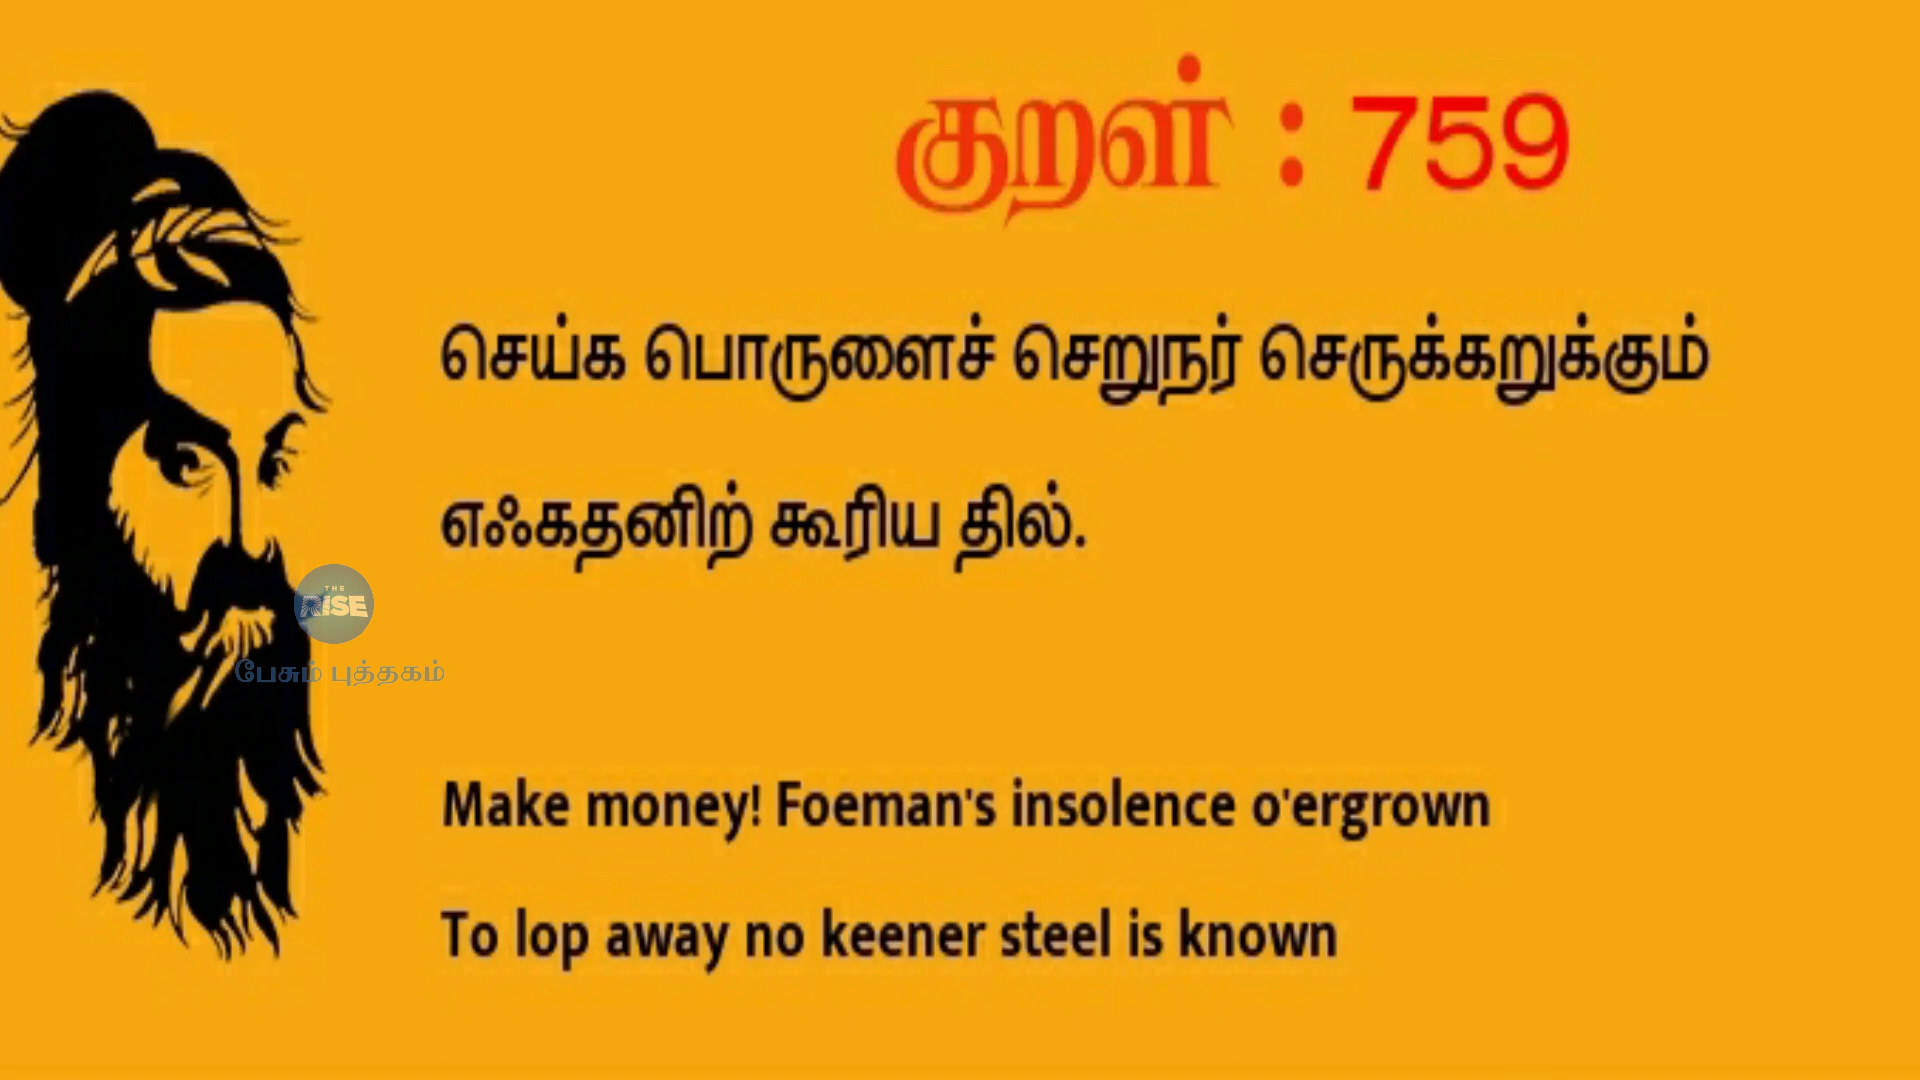 குறள் : 759
செய்க பொருளைச் செறுநர் செருக்கறுக்கும்
எஃகதனிற் கூரிய தில்.
THE
RISE
பேசும் புத்தகம்
Make money! Foeman's insolence o'ergrown
To lop away no keener steel is known